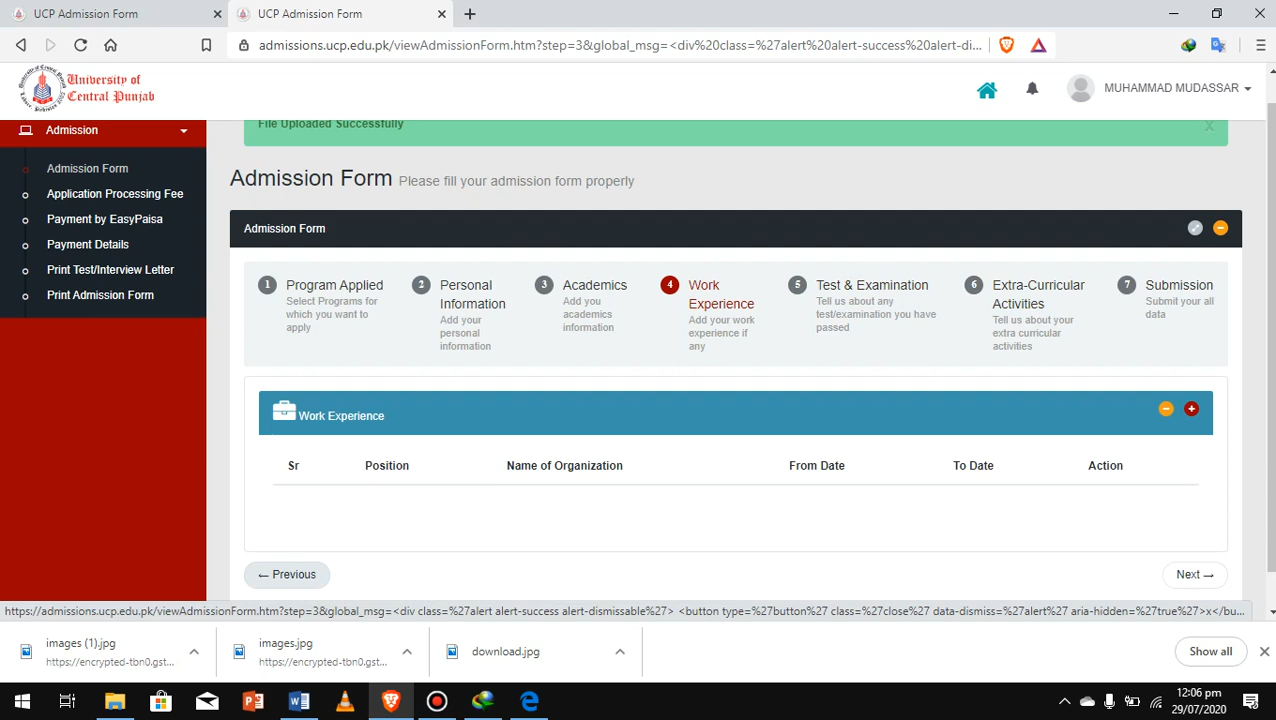 UCP Admission Form
UCP Admission Form
admissions.ucp.edu.pk/viewAdmissionForm.htm?step=3&global_msg=<div%20class=%27alert%20alert-success%20alert-di...
University of
Central Punjab
MUHAMMAD MUDASSAR
Admission
Admission Form
Application Processing Fee
Payment by EasyPaisa
Payment Details
Print Test/Interview Letter
Print Admission Form
File Uploaded Successfully
x
Admission Form Please fill your admission form properly
Admission Form
1 Program Applied
Select Programs for
which you want to
apply
2 Personal
Information
Add your
personal
information
3 Academics
Add you
academics
information
4 Work
Experience
Add your work
experience if
any
5 Test & Examination
Tell us about any
test/examination you have
passed
6 Extra-Curricular
Activities
Tell us about your
extra curricular
activities
7 Submission
Submit your all
data
Work Experience
Sr Position Name of Organization From Date To Date Action
← Previous
Next →
https://admissions.ucp.edu.pk/viewAdmissionForm.htm?step=3&global_msg=<div class=%27alert alert-success alert-dismissable%27> <button type=%27button%27 class=%27close%27 data-dismiss=%27alert%27 aria-hidden=%27true%27>x</bu...
images (1).jpg
https://encrypted-tbn0.gst...
images.jpg
https://encrypted-tbn0.gst...
download.jpg
Show all
12:06 pm
29/07/2020